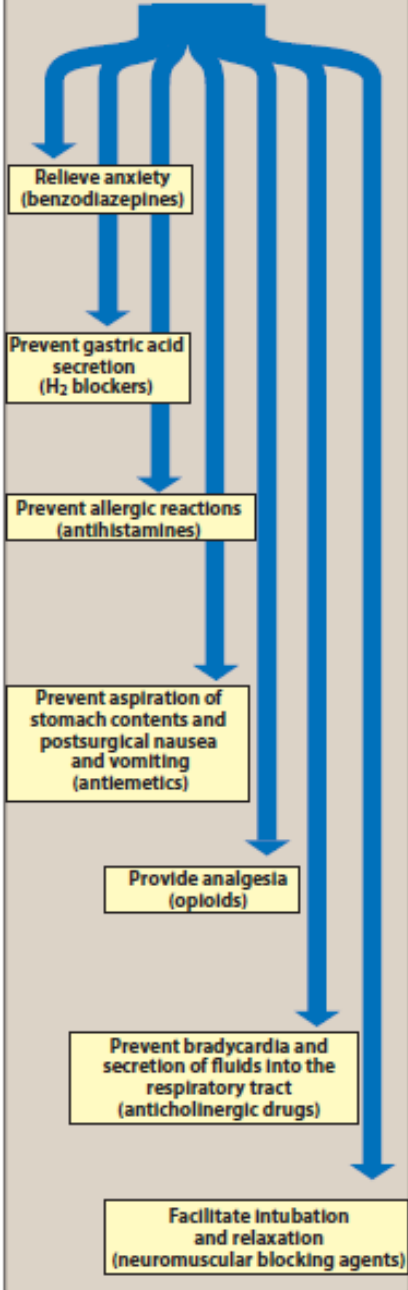 Relieve anxiety
(benzodiazepines)
Prevent gastric acid
secretion
(H₂ blockers)
Prevent allergic reactions
(antihistamines)
Prevent aspiration of
stomach contents and
postsurgical nausea
and vomiting
(antiemetics)
Provide analgesia
(opioids)
Prevent bradycardia and
secretion of fluids into the
respiratory tract
(anticholinergic drugs)
Facilitate intubation
and relaxation
(neuromuscular blocking agents)